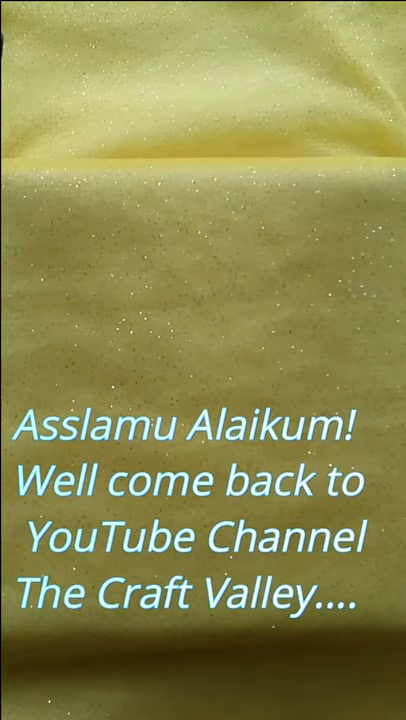 Asslamu Alaikum!
Well come back to
YouTube Channel
The Craft Valley....